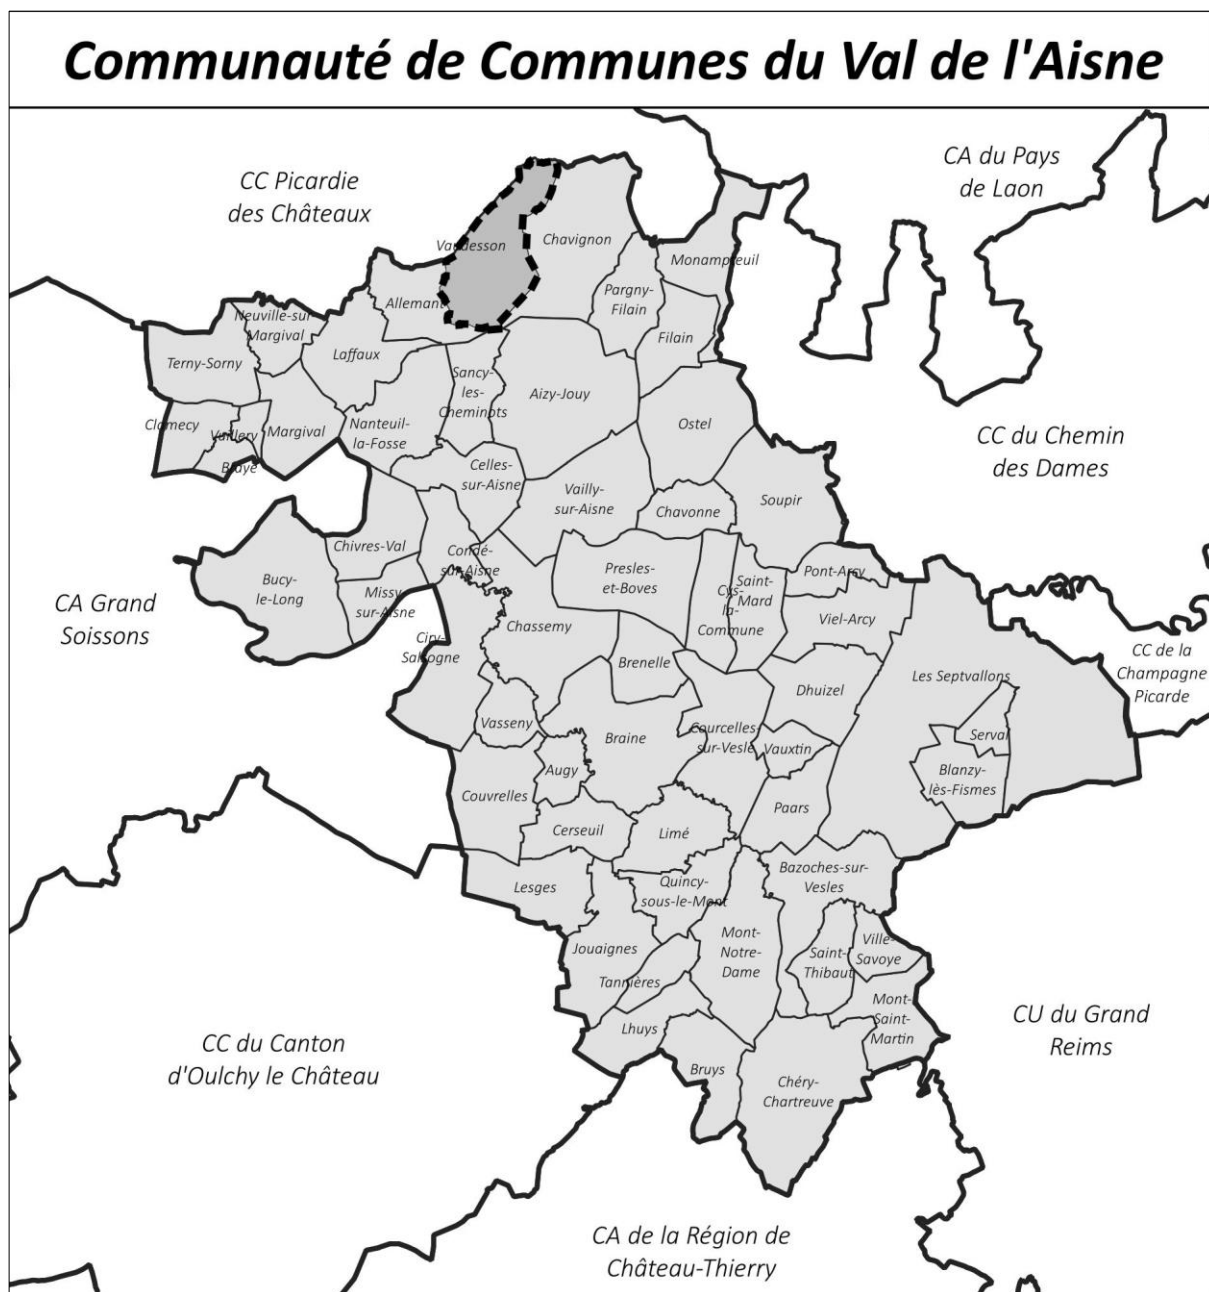 Communauté de Communes du Val de l'Aisne
CA du Pays
de Laon
CC Picardie
des Châteaux
Vaudesson
Chavignon
Monampteuil
Pargny-
Filain
Allemant
Neuville-sur-
Margival
Filain
Laffaux
Terny-Sorny
Sancy-
les-
Cheminots
Aizy-Jouy
Clamecy
Vuillery
Margival
Nanteuil-
la-Fosse
Ostel
CC du Chemin
des Dames
Braye
Celles-
sur-Aisne
Vailly-
sur-Aisne
Chavonne
Soupir
Chivres-Val
Condé-
sur-Aisne
Bucy-
le-Long
Missy-
sur-Aisne
Presles-
et-Boves
Cys-
la-
Commune
Saint-
Mard
Pont-Arcy
CA Grand
Soissons
Ciry-
Salsogne
Chassemy
Viel-Arcy
Brenelle
CC de la
Champagne
Picarde
Les Septvallons
Dhuizel
Vasseny
Braine
Courcelles-
sur-Vesle
Vauxtin
Serval
Augy
Blanzy-
lès-Fismes
Couvrelles
Paars
Cerseuil
Limé
Lesges
Quincy-
sous-le-Mont
Bazoches-sur-
Vesles
Jouaignes
Mont-
Notre-
Dame
Saint-
Thibaut
Ville-
Savoye
Tannières
Mont-
Saint-
Martin
Lhuys
CU du Grand
Reims
CC du Canton
d'Oulchy le Château
Bruys
Chéry-
Chartreuve
CA de la Région de
Château-Thierry